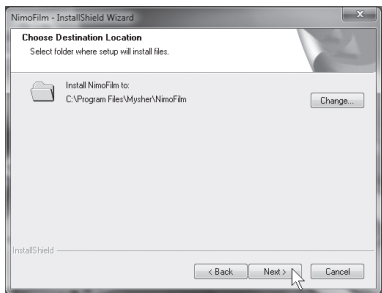 NimoFilm - InstallShield Wizard
Choose Destination Location
Select folder where setup will install files.
Install NimoFilm to:
C:\Program Files\Mysher\NimoFilm
Change...
InstallShield
< Back
Next >
Cancel